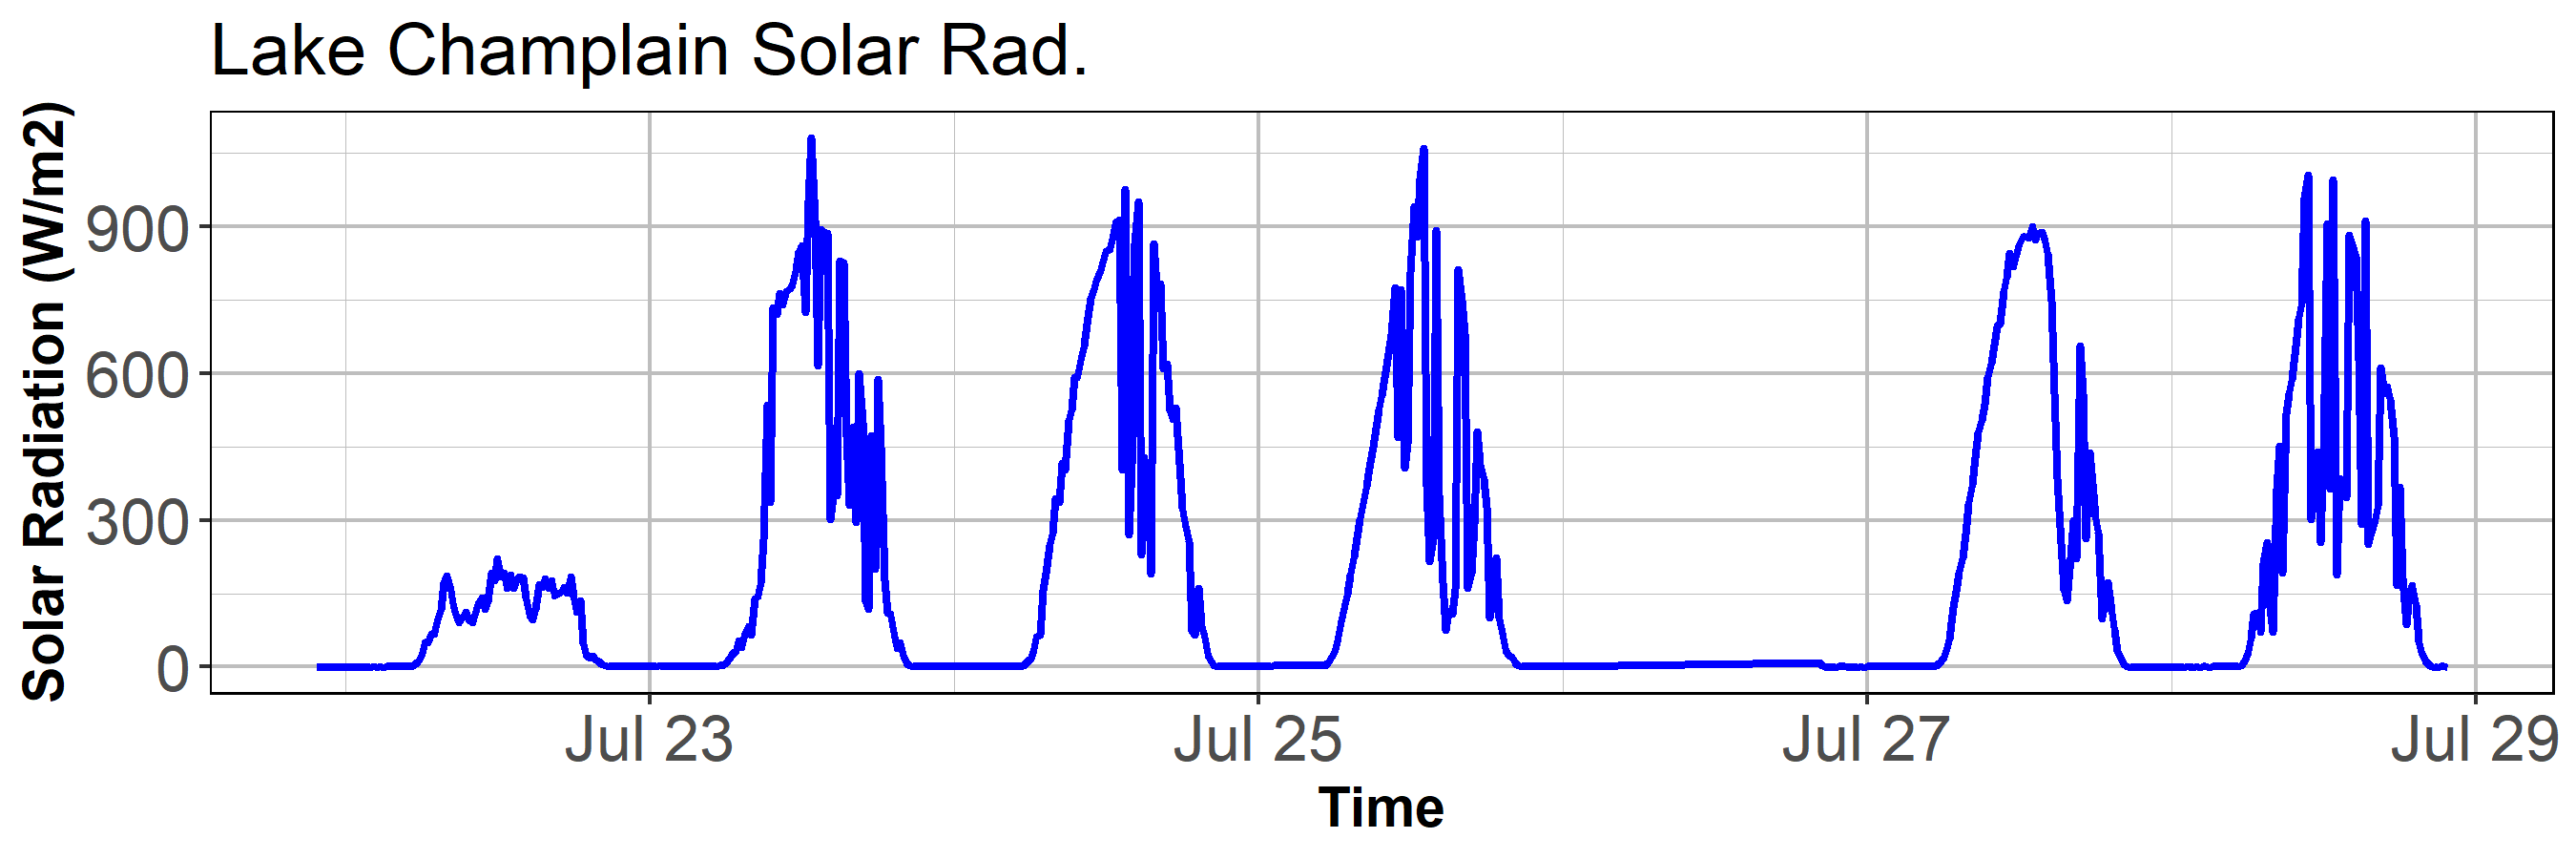 Lake Champlain Solar Rad.
Solar Radiation (W/m2)
900
600
300
0
Jul 23 Jul 25 Jul 27 Jul 29
Time